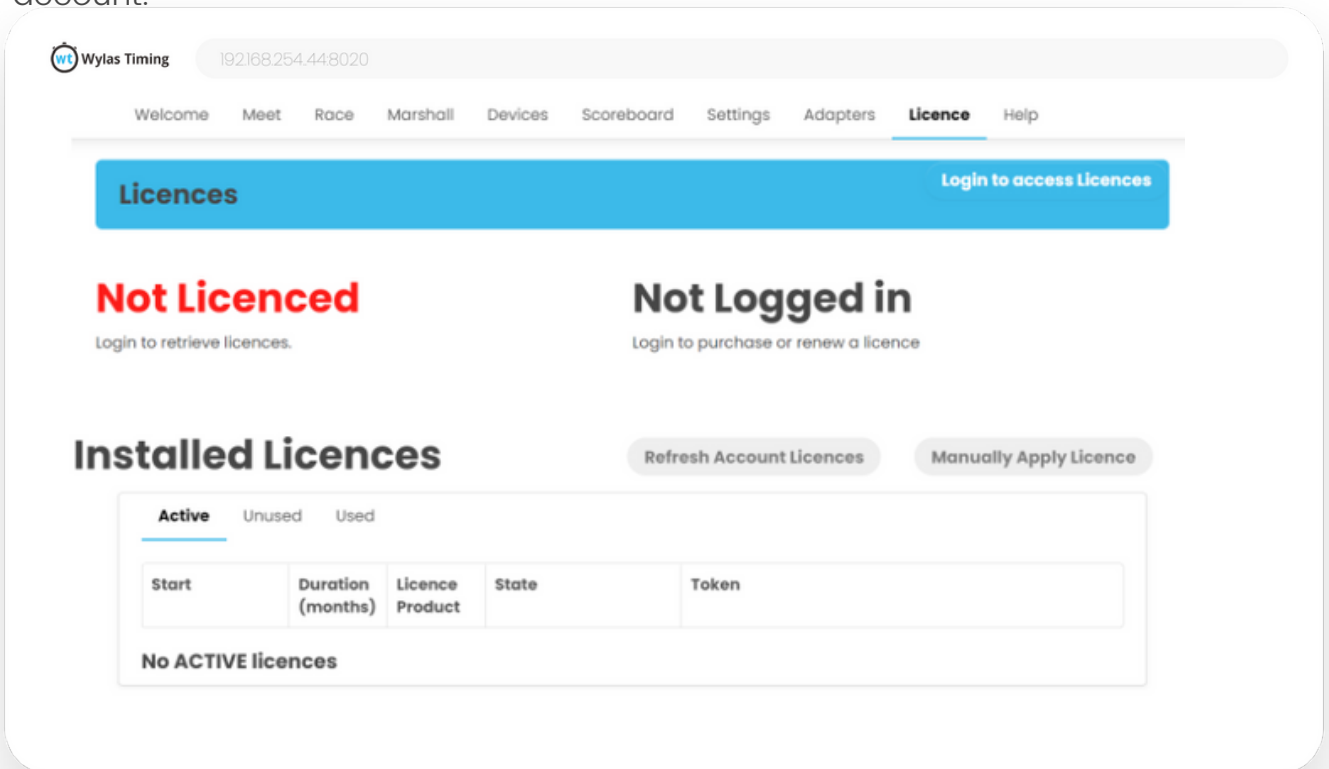 account.
wt Wylas Timing 192.168.254.44:8020
Welcome Meet Race Marshall Devices Scoreboard Settings Adapters Licence Help
Licences Login to access Licences
Not Licenced Not Logged in
Login to retrieve licences. Login to purchase or renew a licence
Installed Licences Refresh Account Licences Manually Apply Licence
Active Unused Used
Start Duration (months) Licence Product State Token
No ACTIVE licences